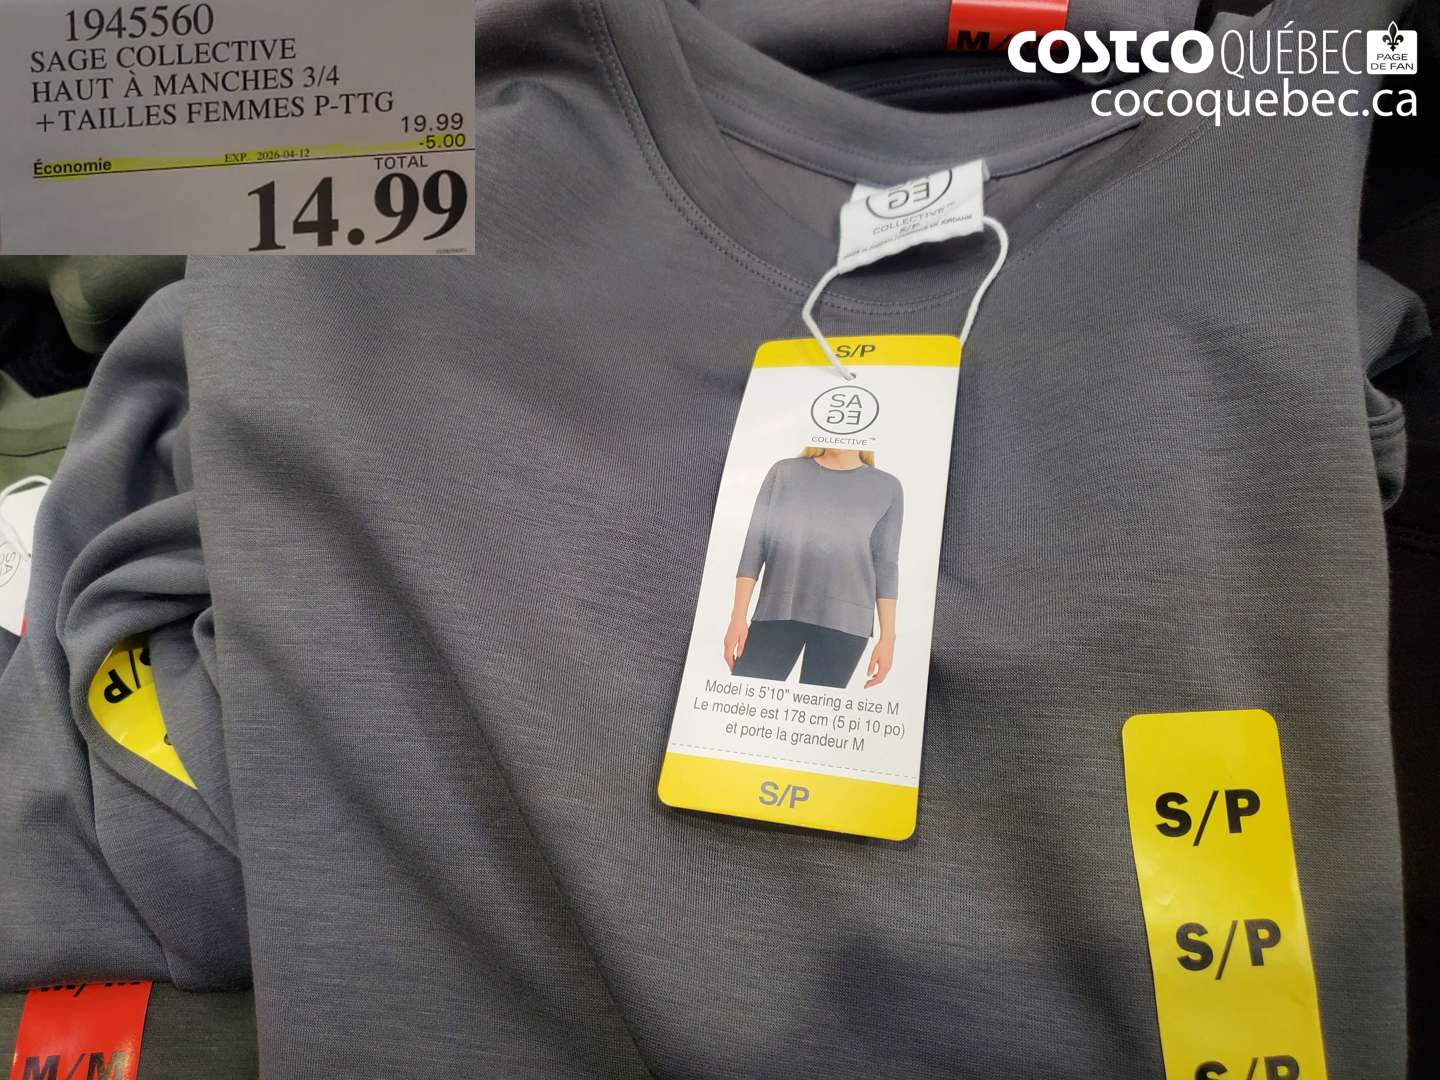 1945560
SAGE COLLECTIVE
HAUT À MANCHES 3/4
+TAILLES FEMMES P-TTG
19.99
-5.00
Économie
EXP. 2026-04-12
TOTAL
14.99
COSTCO QUÉBEC
PAGE
DE FAN
cocoquebec.ca
M/
SA
GE
COLLECTIVE™
S/P
S/P
SA
GE
COLLECTIVE™
Model is 5'10" wearing a size M
Le modèle est 178 cm (5 pi 10 po)
et porte la grandeur M
S/P
S/P
S/P
S/P
S/P
M/M
M/M